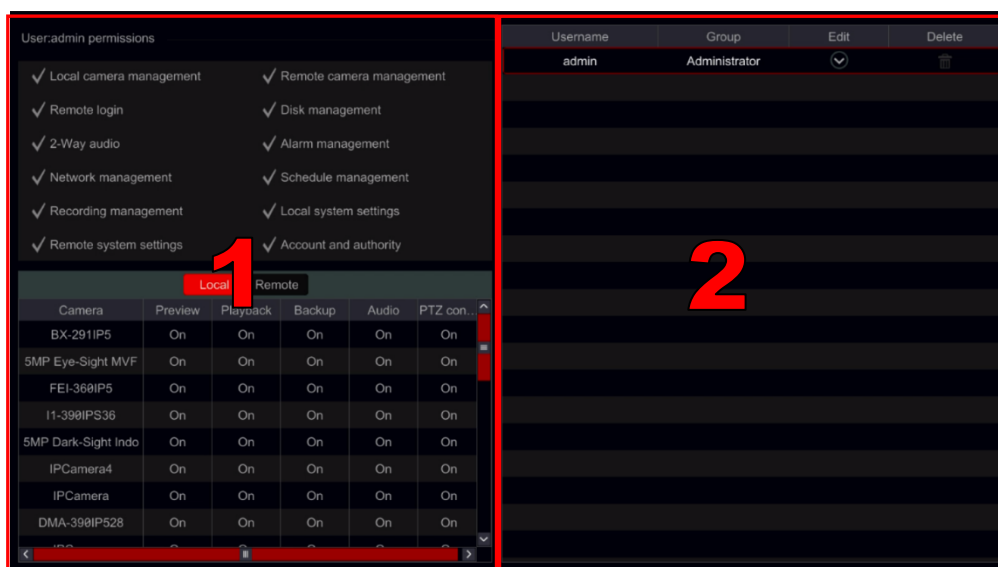 User:admin permissions
Local camera management Remote camera management
Remote login Disk management
2-Way audio Alarm management
Network management Schedule management
Recording management Local system settings
Remote system settings Account and authority
1
Local Remote
Camera Preview Playback Backup Audio PTZ con...
BX-291IP5 On On On On On
5MP Eye-Sight MVF On On On On On
FEI-360IP5 On On On On On
I1-390IPS36 On On On On On
5MP Dark-Sight Indo On On On On On
IPCamera4 On On On On On
IPCamera On On On On On
DMA-390IP528 On On On On On
Username Group Edit Delete
admin Administrator
2